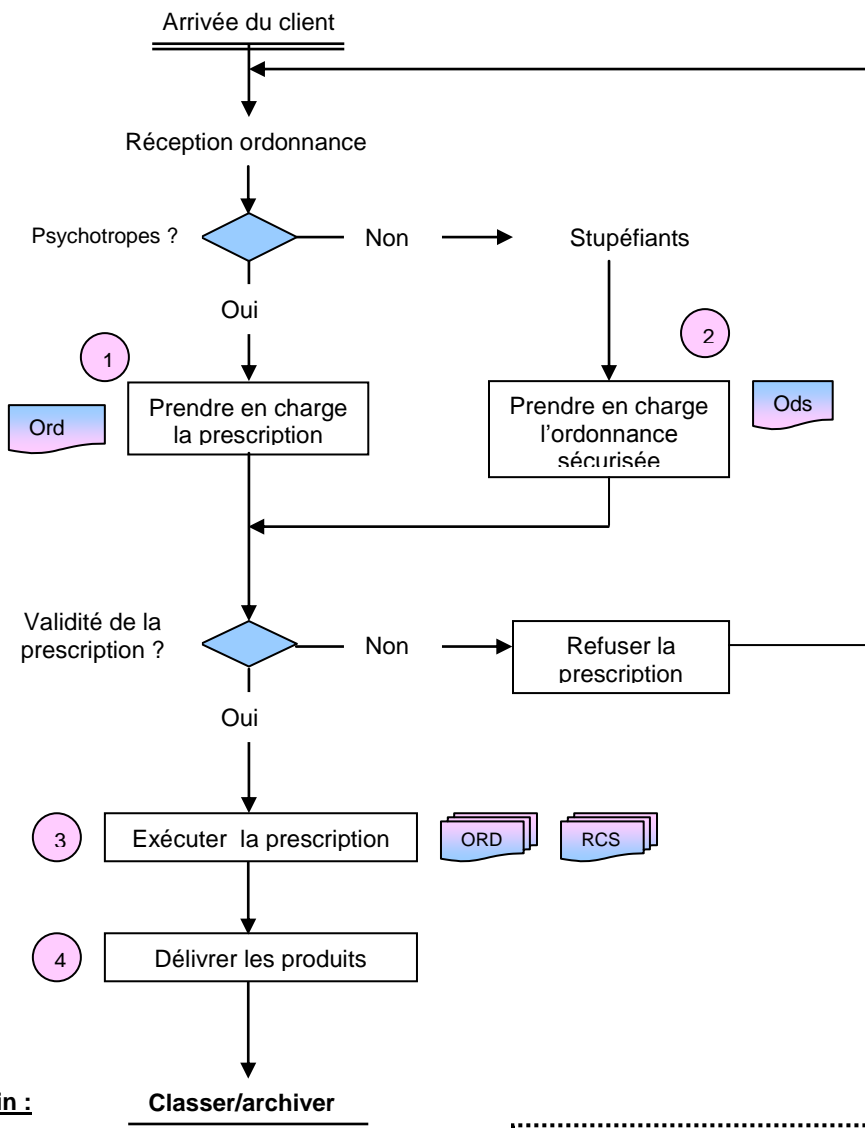 Arrivée du client
Réception ordonnance
Psychotropes ?
Non
Stupéfiants
Oui
1
2
Ord
Prendre en charge
la prescription
Prendre en charge
l'ordonnance
sécurisée
Ods
Validité de la
prescription ?
Non
Refuser la
prescription
Oui
3
Exécuter la prescription
ORD
RCS
4
Délivrer les produits
in :
Classer/archiver